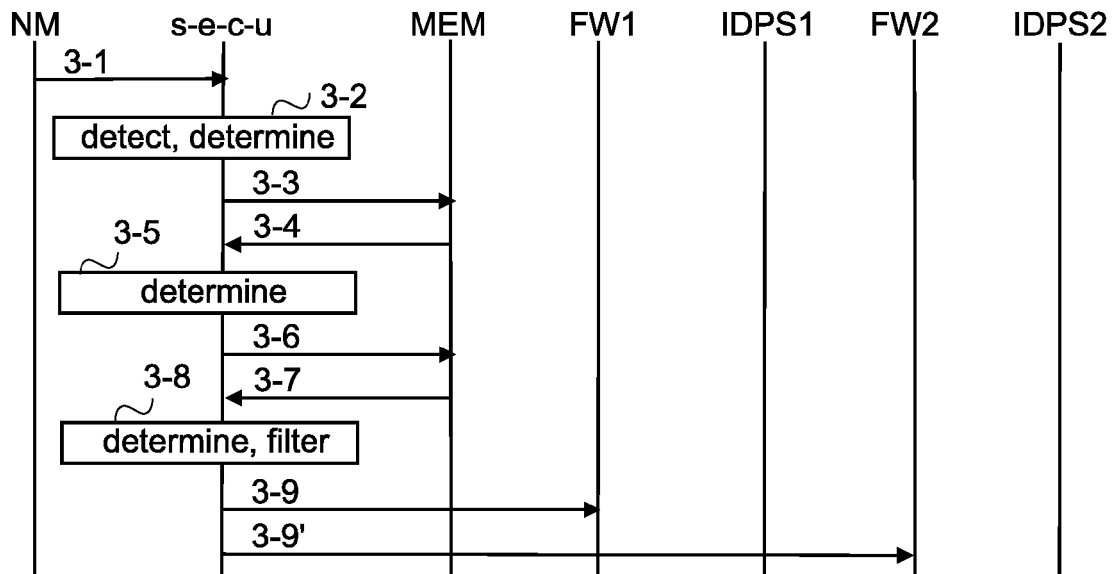 NM s-e-c-u MEM FW1 IDPS1 FW2 IDPS2
3-1
3-2
detect, determine
3-3
3-4
3-5
determine
3-6
3-7
3-8
determine, filter
3-9
3-9'